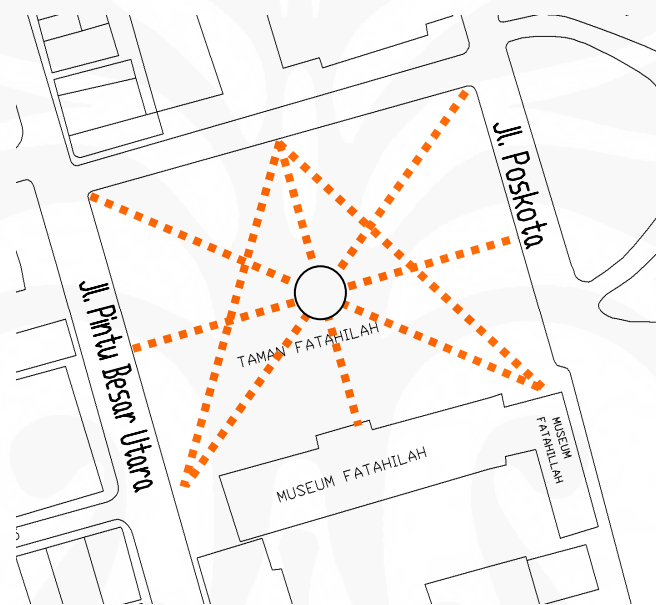 Jl. Poskota
Jl. Pintu Besar Utara
TAMAN FATAHILAH
MUSEUM FATAHILAH
MUSEUM
FATAHILLAH